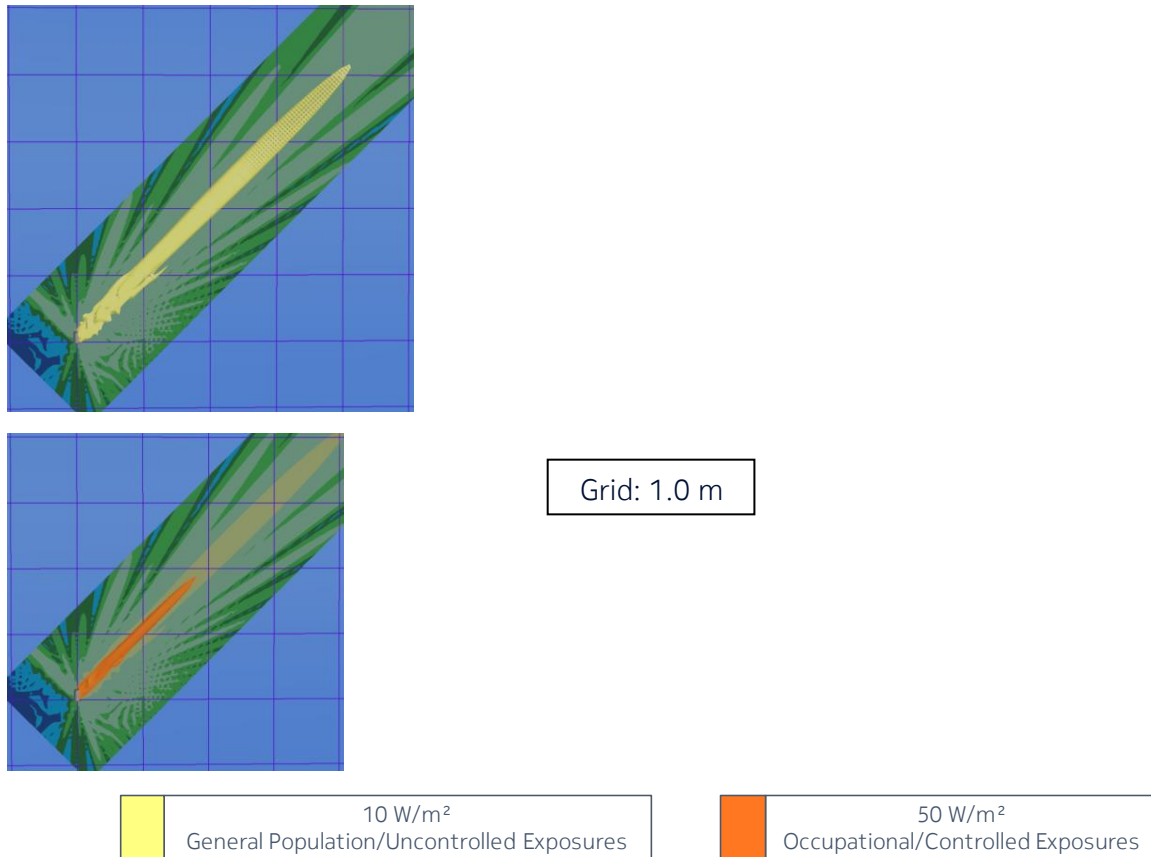 Grid: 1.0 m
10 W/m²
General Population/Uncontrolled Exposures
50 W/m²
Occupational/Controlled Exposures